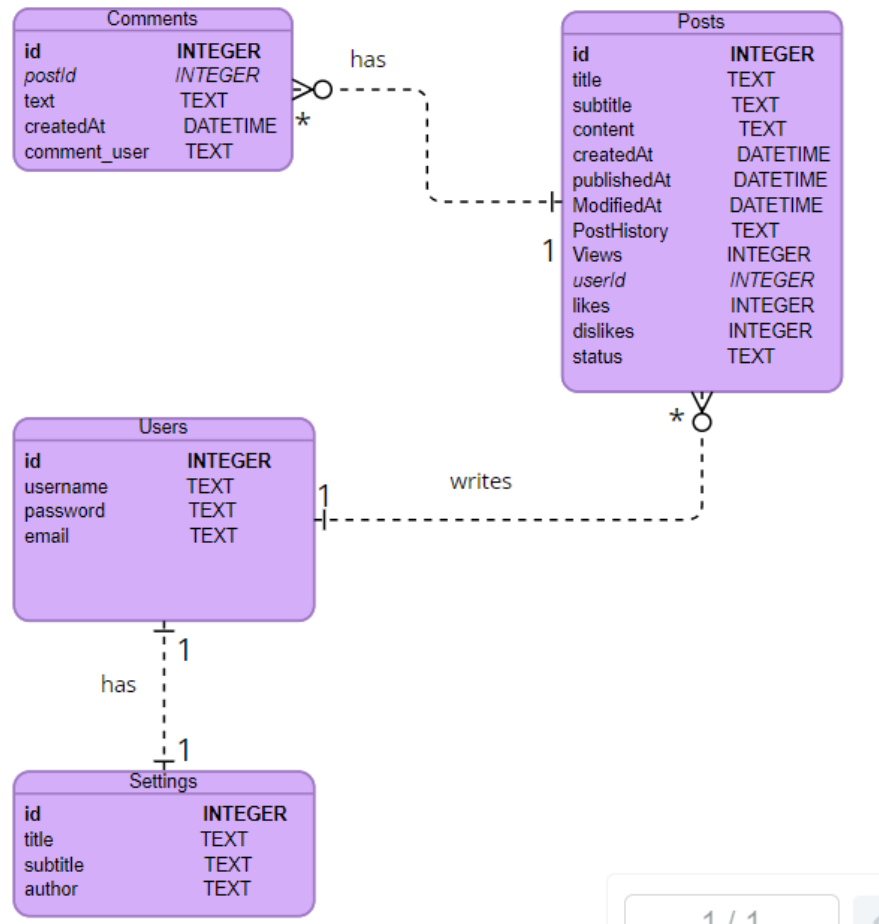 Comments
id INTEGER
postId INTEGER
text TEXT
createdAt DATETIME
comment_user TEXT
has
*
Posts
id INTEGER
title TEXT
subtitle TEXT
content TEXT
createdAt DATETIME
publishedAt DATETIME
ModifiedAt DATETIME
PostHistory TEXT
Views INTEGER
userId INTEGER
likes INTEGER
dislikes INTEGER
status TEXT
1
*
Users
id INTEGER
username TEXT
password TEXT
email TEXT
1
writes
1
has
1
Settings
id INTEGER
title TEXT
subtitle TEXT
author TEXT
1 / 1